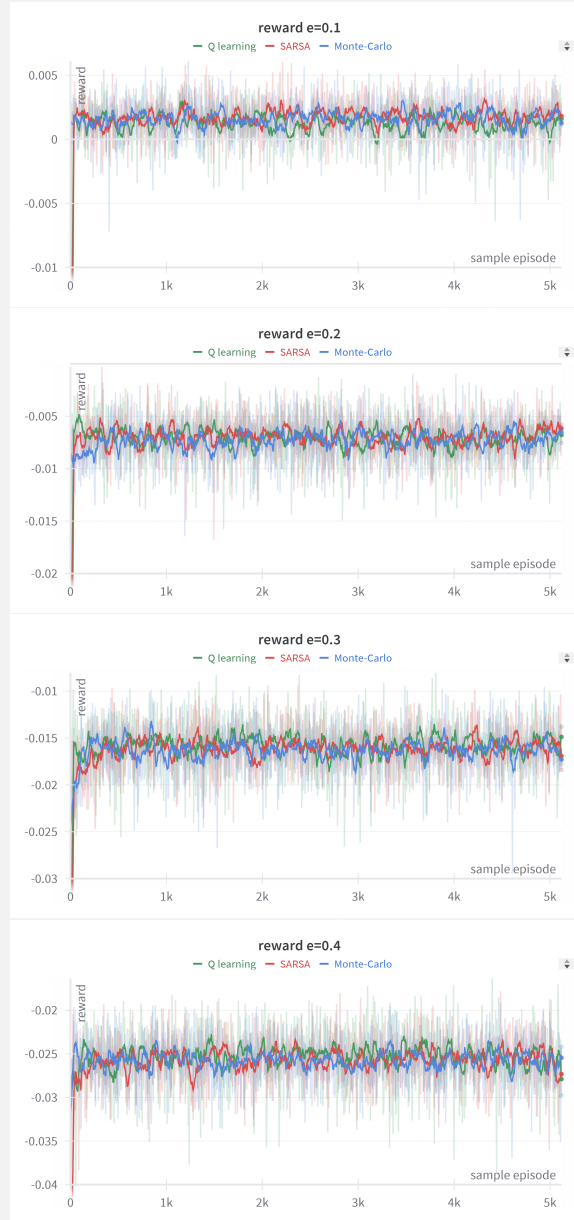 reward e=0.1
Q learning SARSA Monte-Carlo
reward
0.005
0
-0.005
-0.01
sample episode
0 1k 2k 3k 4k 5k
reward e=0.2
Q learning SARSA Monte-Carlo
reward
-0.005
-0.01
-0.015
-0.02
sample episode
0 1k 2k 3k 4k 5k
reward e=0.3
Q learning SARSA Monte-Carlo
reward
-0.01
-0.015
-0.02
-0.025
-0.03
sample episode
0 1k 2k 3k 4k 5k
reward e=0.4
Q learning SARSA Monte-Carlo
reward
-0.02
-0.025
-0.03
-0.035
-0.04
sample episode
0 1k 2k 3k 4k 5k